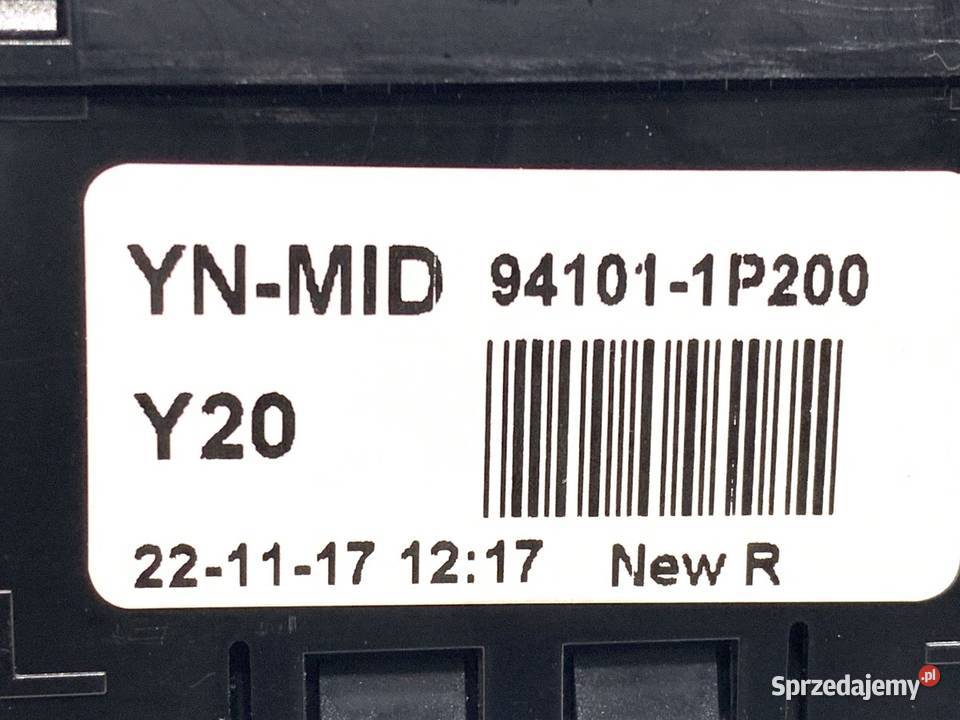 YN-MID 94101-1P200
Y20
22-11-17 12:17 New R
Sprzedajemy.pl